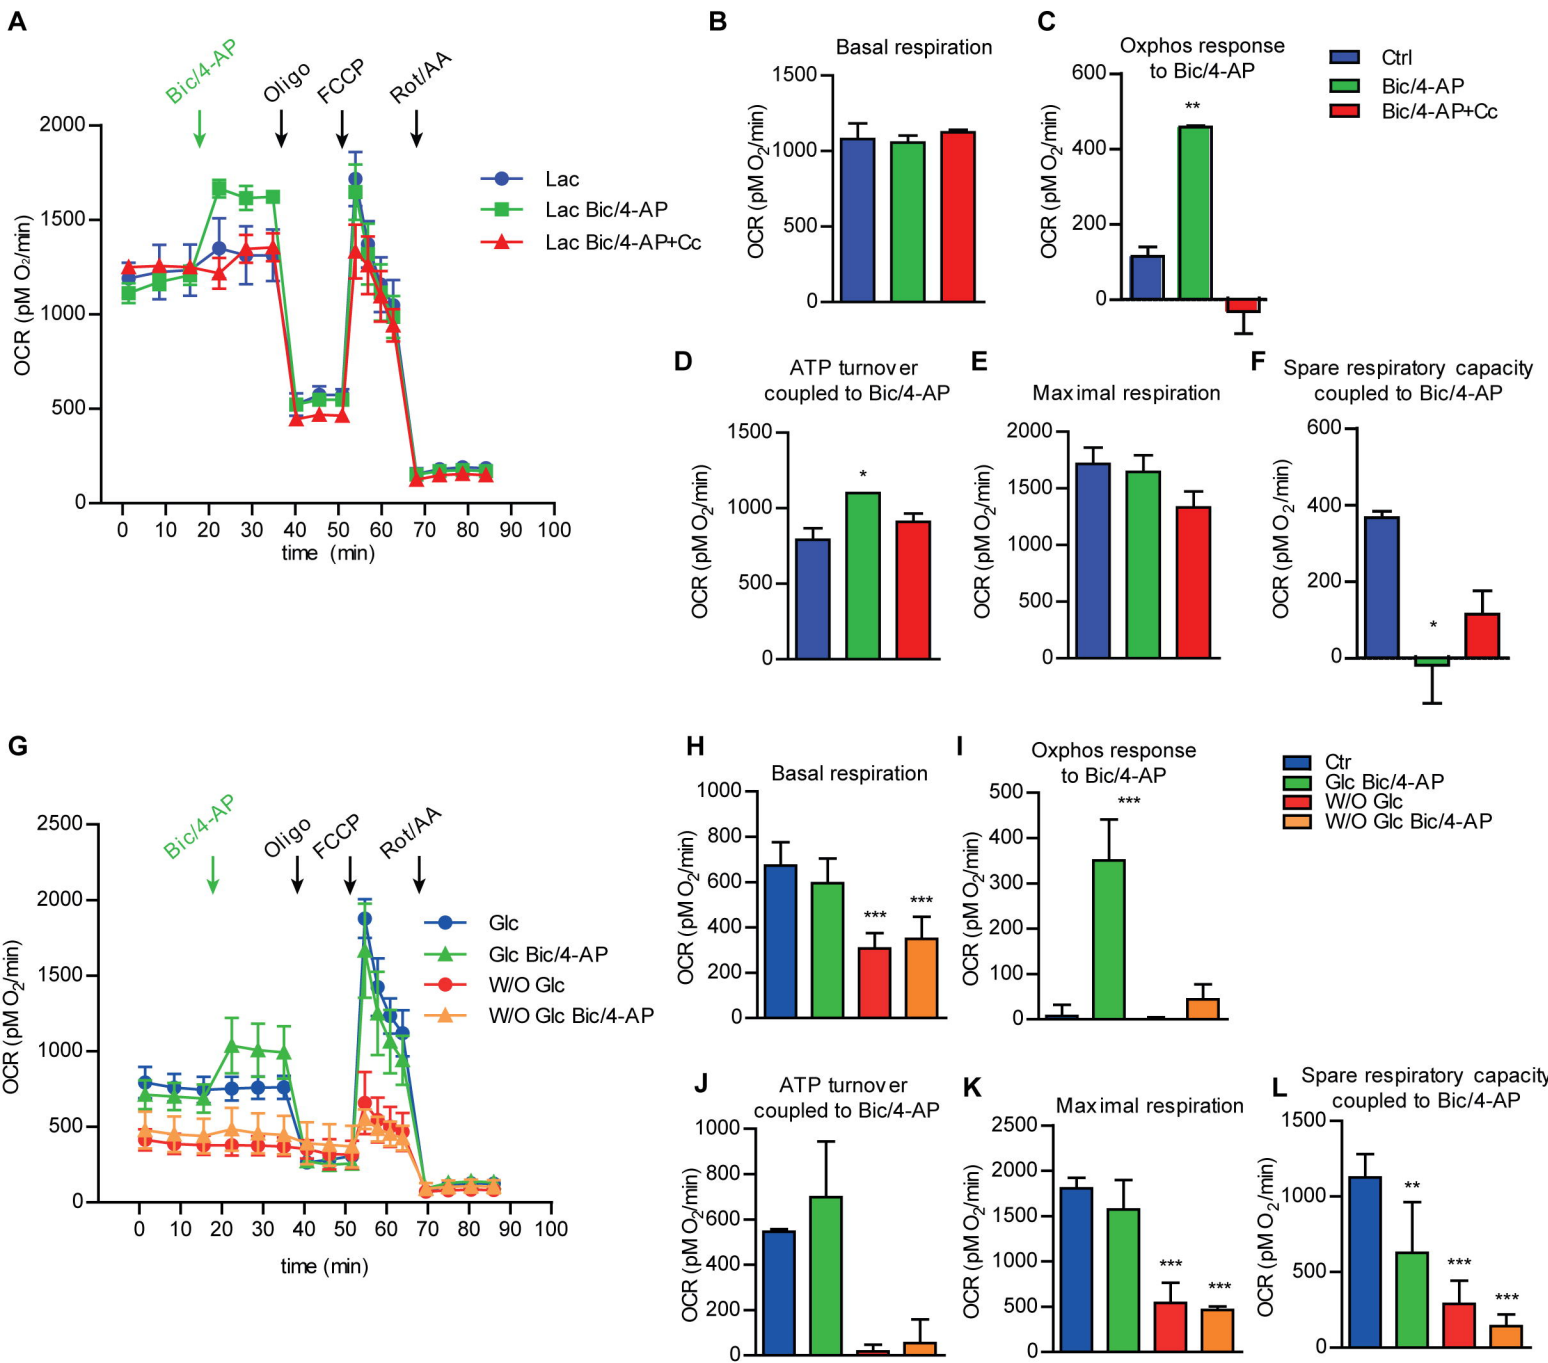 A
Bic/4-AP
Oligo
FCCP
Rot/AA
2000
1500
1000
500
0
OCR (pM O2/min)
0 10 20 30 40 50 60 70 80 90 100
time (min)
Lac
Lac Bic/4-AP
Lac Bic/4-AP+Cc
B
Basal respiration
1500
1000
500
0
OCR (pM O2/min)
C
Oxphos response
to Bic/4-AP
600
400
200
0
OCR (pM O2/min)
**
Ctrl
Bic/4-AP
Bic/4-AP+Cc
D
ATP turnover
coupled to Bic/4-AP
1500
1000
500
0
OCR (pM O2/min)
*
E
Maximal respiration
2000
1500
1000
500
0
OCR (pM O2/min)
F
Spare respiratory capacity
coupled to Bic/4-AP
600
400
200
0
OCR (pM O2/min)
*
G
Bic/4-AP
Oligo
FCCP
Rot/AA
2500
2000
1500
1000
500
0
OCR (pM O2/min)
0 10 20 30 40 50 60 70 80 90 100
time (min)
Glc
Glc Bic/4-AP
W/O Glc
W/O Glc Bic/4-AP
H
Basal respiration
1000
800
600
400
200
0
OCR (pM O2/min)
***
***
I
Oxphos response
to Bic/4-AP
500
400
300
200
100
0
OCR (pM O2/min)
***
Ctr
Glc Bic/4-AP
W/O Glc
W/O Glc Bic/4-AP
J
ATP turnover
coupled to Bic/4-AP
1000
800
600
400
200
0
OCR (pM O2/min)
K
Maximal respiration
2500
2000
1500
1000
500
0
OCR (pM O2/min)
***
***
L
Spare respiratory capacity
coupled to Bic/4-AP
1500
1000
500
0
OCR (pM O2/min)
**
***
***